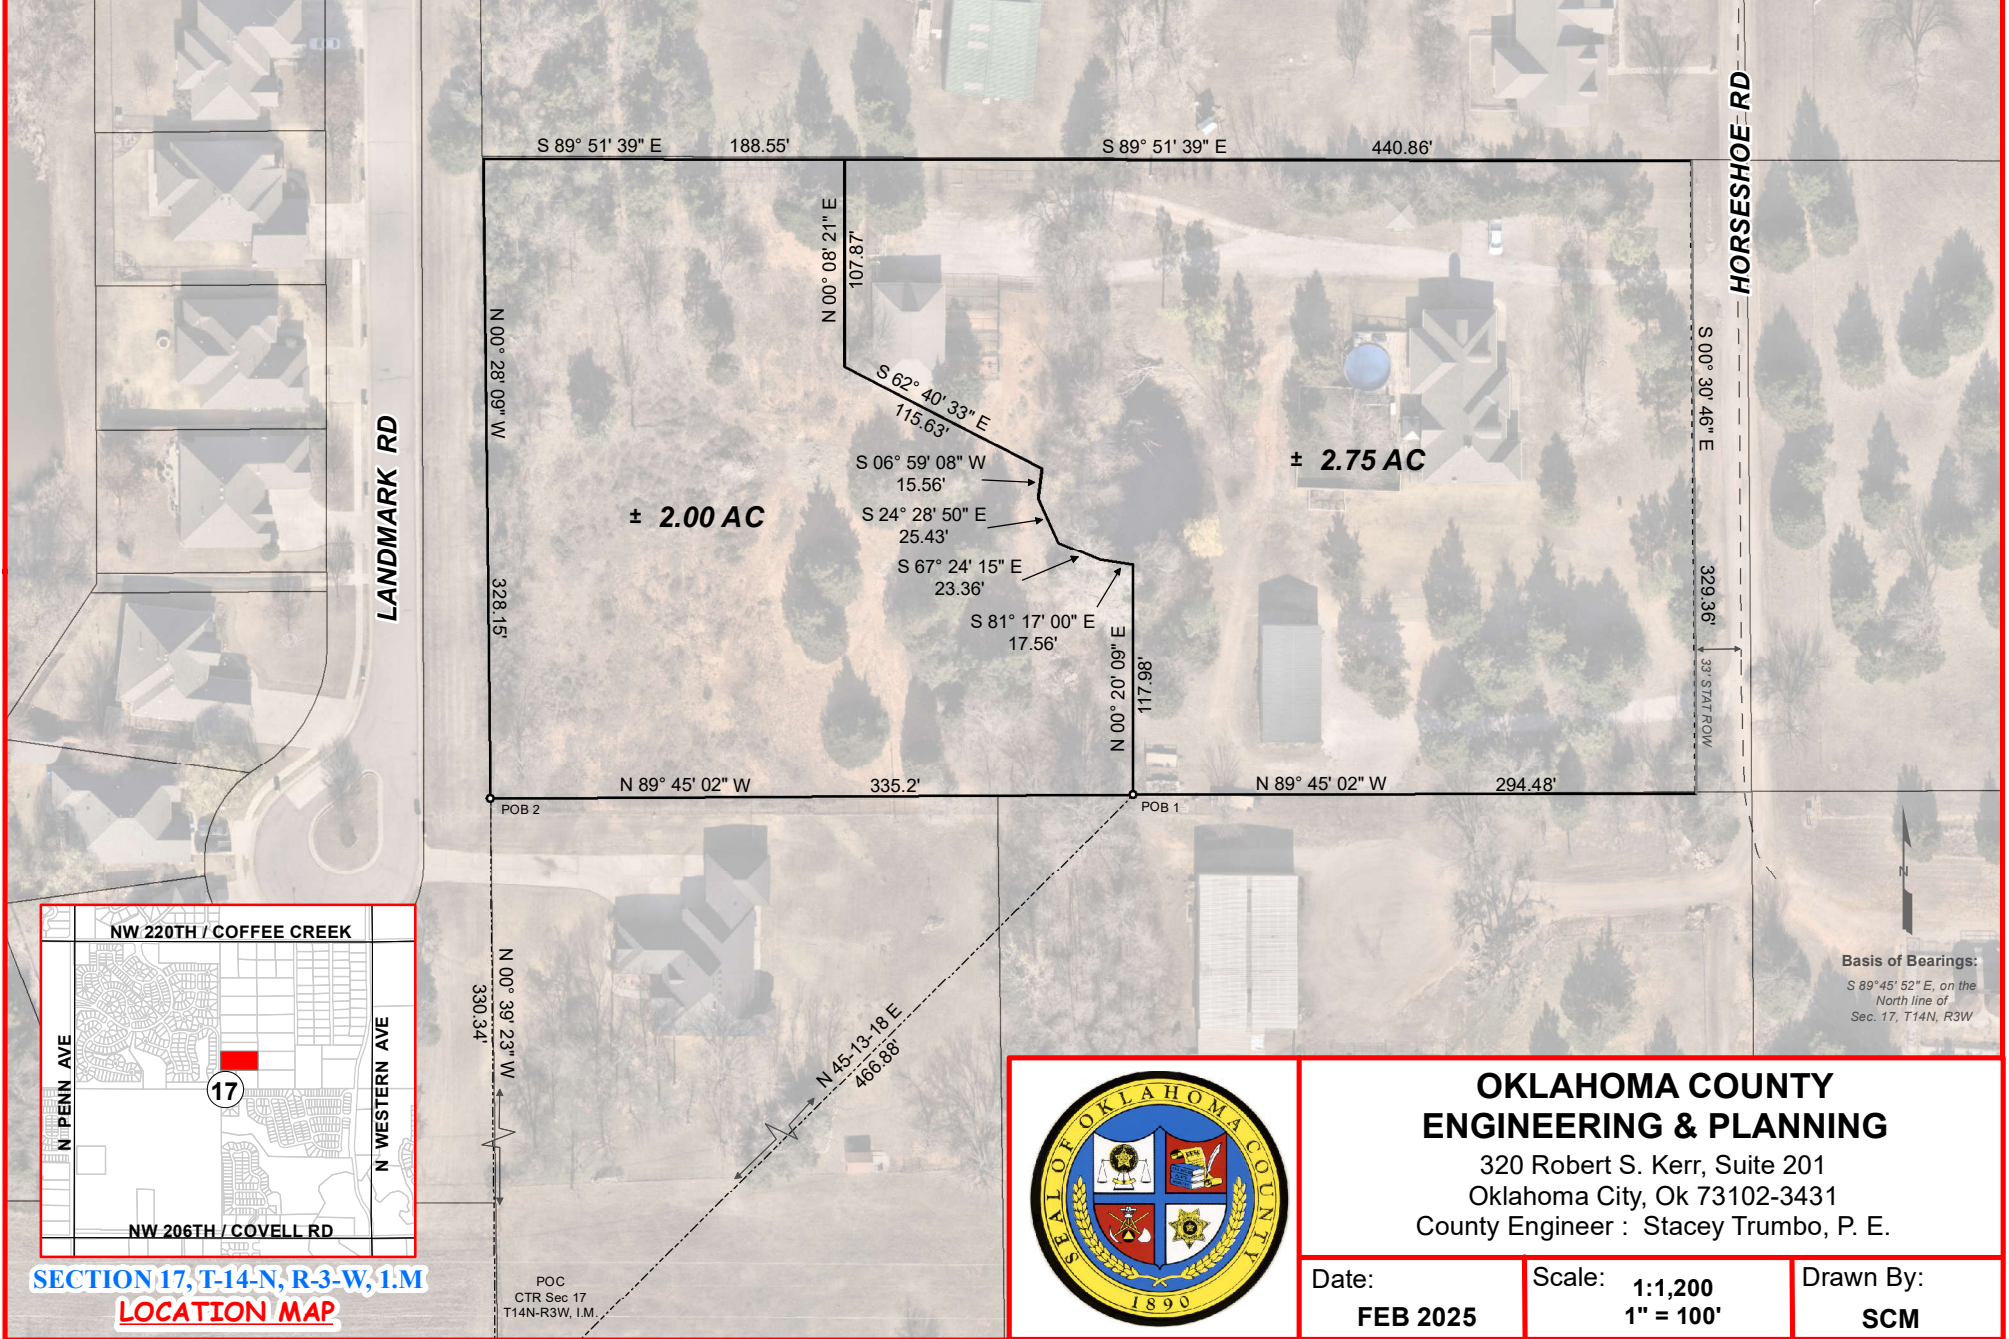 S 89° 51' 39" E 188.55'
S 89° 51' 39" E 440.86'
HORSESHOE RD
N 00° 08' 21" E
107.87'
N 00° 28' 09" W
328.15'
S 62° 40' 33" E
115.63'
S 00° 30' 46" E
329.36'
33' STAT ROW
LANDMARK RD
± 2.75 AC
± 2.00 AC
S 06° 59' 08" W
15.56'
S 24° 28' 50" E
25.43'
S 67° 24' 15" E
23.36'
S 81° 17' 00" E
17.56'
N 00° 20' 09" E
117.98'
N 89° 45' 02" W 335.2'
N 89° 45' 02" W 294.48'
POB 2
POB 1
N 00° 39' 23" W
330.34'
N 45-13-18 E
466.88'
N
Basis of Bearings:
S 89°45' 52" E, on the
North line of
Sec. 17, T14N, R3W
NW 220TH / COFFEE CREEK
N PENN AVE
N WESTERN AVE
17
NW 206TH / COVELL RD
SECTION 17, T-14-N, R-3-W, 1.M
LOCATION MAP
POC
CTR Sec 17
T14N-R3W, I.M.
SEAL OF OKLAHOMA COUNTY
1890
OKLAHOMA COUNTY
ENGINEERING & PLANNING
320 Robert S. Kerr, Suite 201
Oklahoma City, Ok 73102-3431
County Engineer : Stacey Trumbo, P. E.
Date:
FEB 2025
Scale: 1:1,200
1" = 100'
Drawn By:
SCM